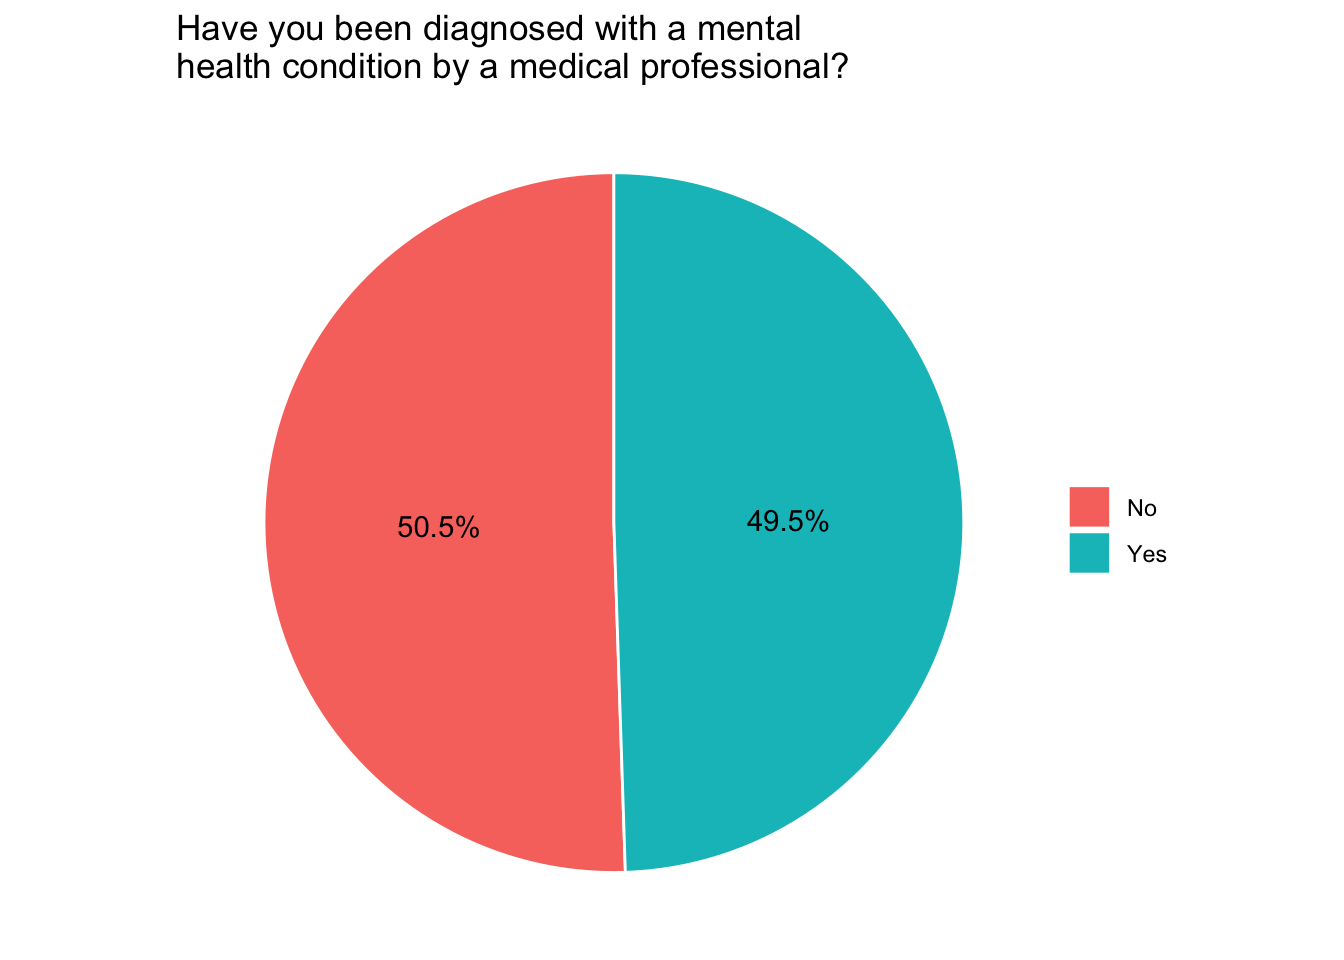 Have you been diagnosed with a mental
health condition by a medical professional?
50.5%
49.5%
No
Yes